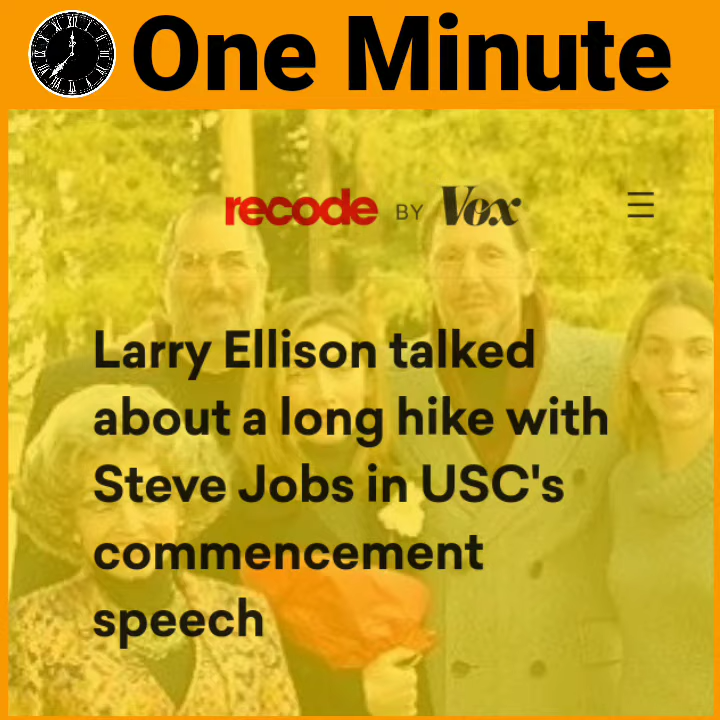 One Minute
recode BY Vox
Larry Ellison talked
about a long hike with
Steve Jobs in USC's
commencement
speech